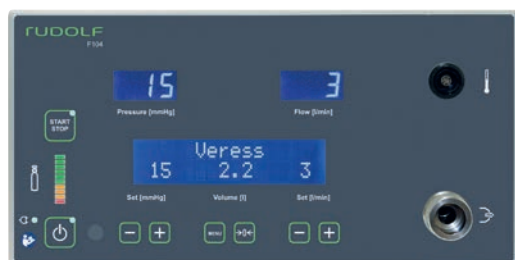 rUDOLF
F104
15 3
Pressure [mmHg] Flow [l/min]
START
STOP
Veress
15 2.2 3
Set [mmHg] Volume [l] Set [l/min]
− + MENU →0← − +